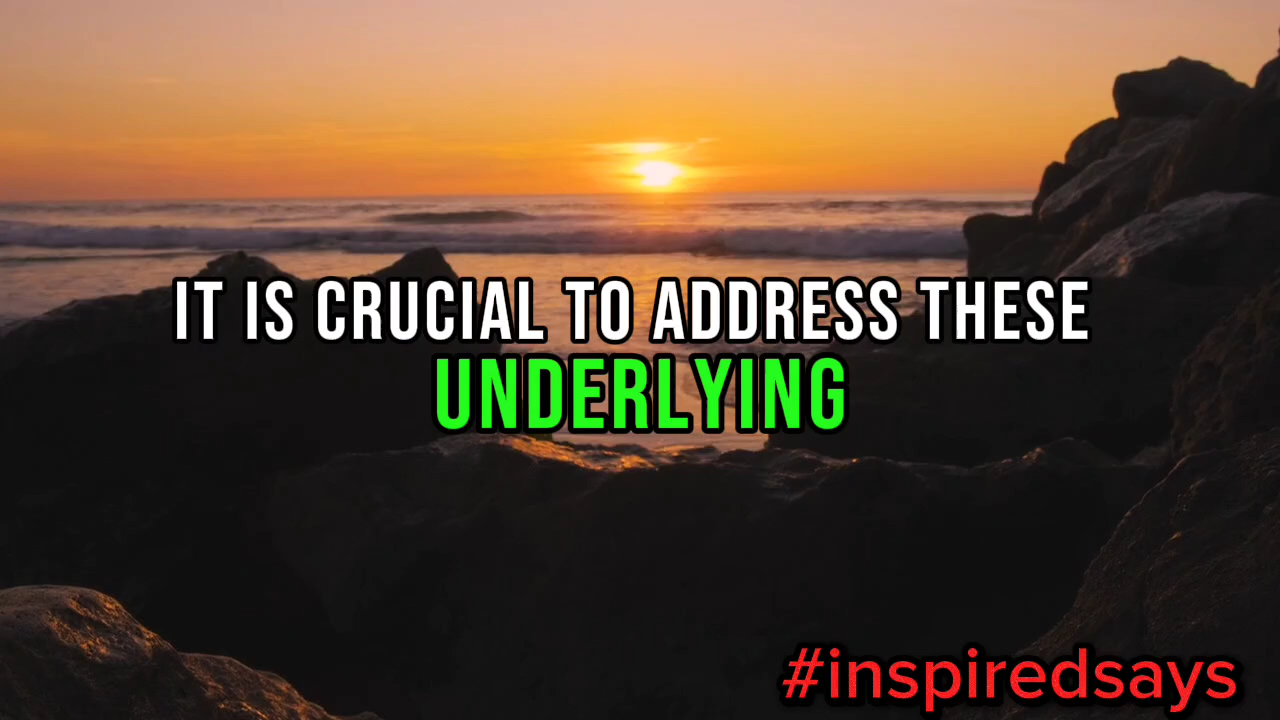 IT IS CRUCIAL TO ADDRESS THESE
UNDERLYING
#inspiredsays